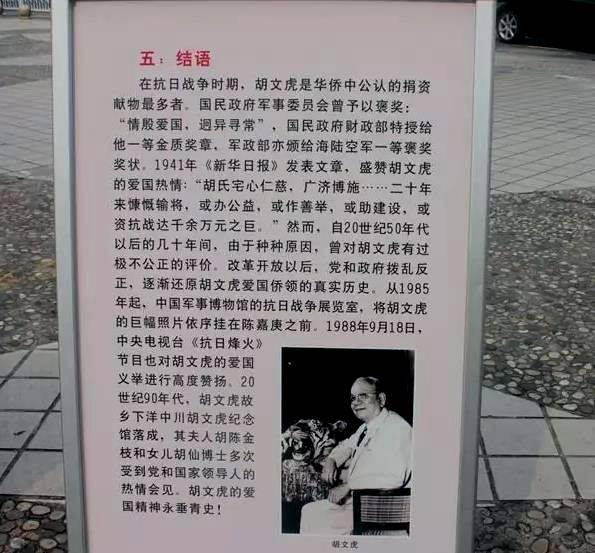 五：结语
在抗日战争时期，胡文虎是华侨中公认的捐资
献物最多者。国民政府军事委员会曾予以褒奖：
“情殷爱国，迥异寻常”，国民政府财政部特授给
他一等金质奖章，军政部亦颁给海陆空军一等褒奖
奖状。1941年《新华日报》发表文章，盛赞胡文虎
的爱国热情：“胡氏宅心仁慈，广济博施……二十年
来慷慨输将，或办公益，或作善举，或助建设，或
资抗战达千余万元之巨。”然而，自20世纪50年代
以后的几十年间，由于种种原因，曾对胡文虎有过
极不公正的评价。改革开放以后，党和政府拨乱反
正，逐渐还原胡文虎爱国侨领的真实历史。从1985
年起，中国军事博物馆的抗日战争展览室，将胡文虎
的巨幅照片依序挂在陈嘉庚之前。1988年9月18日，
中央电视台《抗日烽火》
节目也对胡文虎的爱国
义举进行高度赞扬。20
世纪90年代，胡文虎故
乡下洋中川胡文虎纪念
馆落成，其夫人胡陈金
枝和女儿胡仙博士多次
受到党和国家领导人的
热情会见。胡文虎的爱
国精神永垂青史！
胡文虎